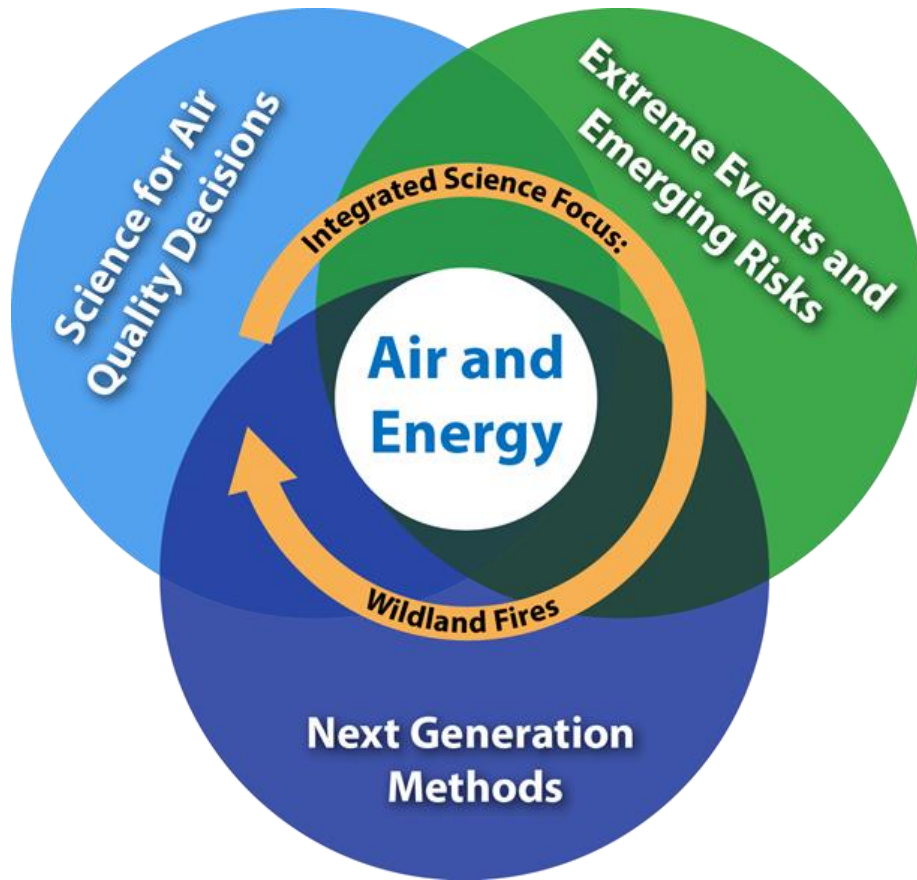 Science for Air
Quality Decisions
Extreme Events and
Emerging Risks
Integrated Science Focus:
Air and
Energy
Wildland Fires
Next Generation
Methods